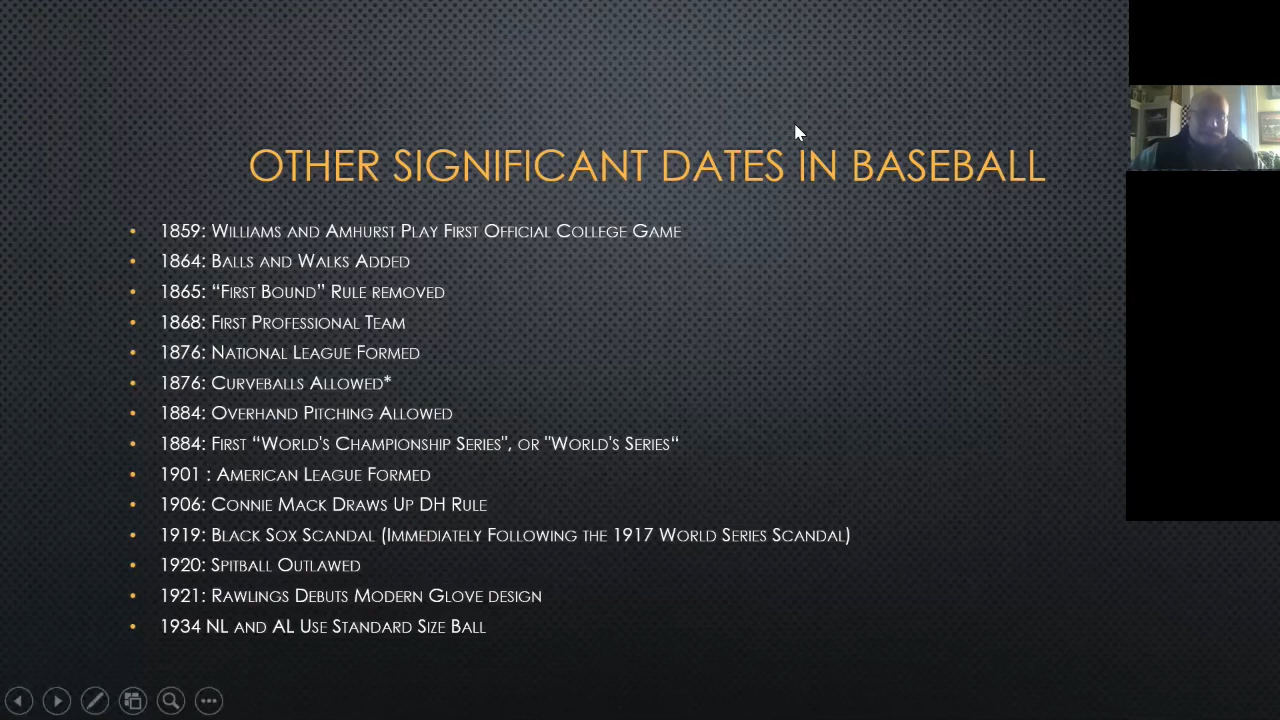 OTHER SIGNIFICANT DATES IN BASEBALL
• 1859: WILLIAMS AND AMHURST PLAY FIRST OFFICIAL COLLEGE GAME
• 1864: BALLS AND WALKS ADDED
• 1865: “FIRST BOUND” RULE REMOVED
• 1868: FIRST PROFESSIONAL TEAM
• 1876: NATIONAL LEAGUE FORMED
• 1876: CURVEBALLS ALLOWED*
• 1884: OVERHAND PITCHING ALLOWED
• 1884: FIRST “WORLD'S CHAMPIONSHIP SERIES", OR "WORLD'S SERIES“
• 1901 : AMERICAN LEAGUE FORMED
• 1906: CONNIE MACK DRAWS UP DH RULE
• 1919: BLACK SOX SCANDAL (IMMEDIATELY FOLLOWING THE 1917 WORLD SERIES SCANDAL)
• 1920: SPITBALL OUTLAWED
• 1921: RAWLINGS DEBUTS MODERN GLOVE DESIGN
• 1934 NL AND AL USE STANDARD SIZE BALL